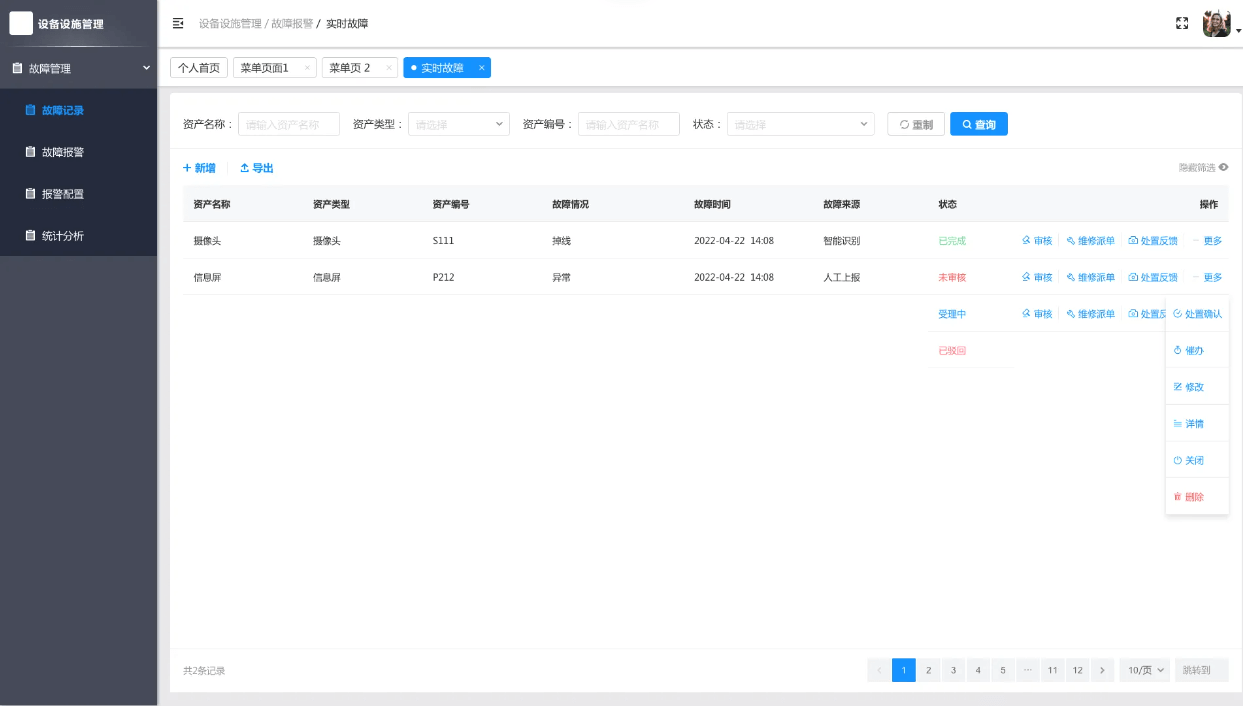 设备设施管理
设备设施管理 / 故障报警 / 实时故障
故障管理
故障记录
故障报警
报警配置
统计分析
个人首页 菜单页面1 × 菜单页 2 × 实时故障 ×
资产名称： 请输入资产名称 资产类型： 请选择 资产编号： 请输入资产名称 状态： 请选择 重制 查询
新增 导出 隐藏筛选
资产名称 资产类型 资产编号 故障情况 故障时间 故障来源 状态 操作
摄像头 摄像头 S111 掉线 2022-04-22 14:08 智能识别 已完成 审核 维修派单 处置反馈 更多
信息屏 信息屏 P212 异常 2022-04-22 14:08 人工上报 未审核 审核 维修派单 处置反馈 更多
受理中 审核 维修派单 处置反 处置确认
已驳回 催办
修改
详情
关闭
删除
共2条记录 1 2 3 4 5 ··· 11 12 10/页 跳转到